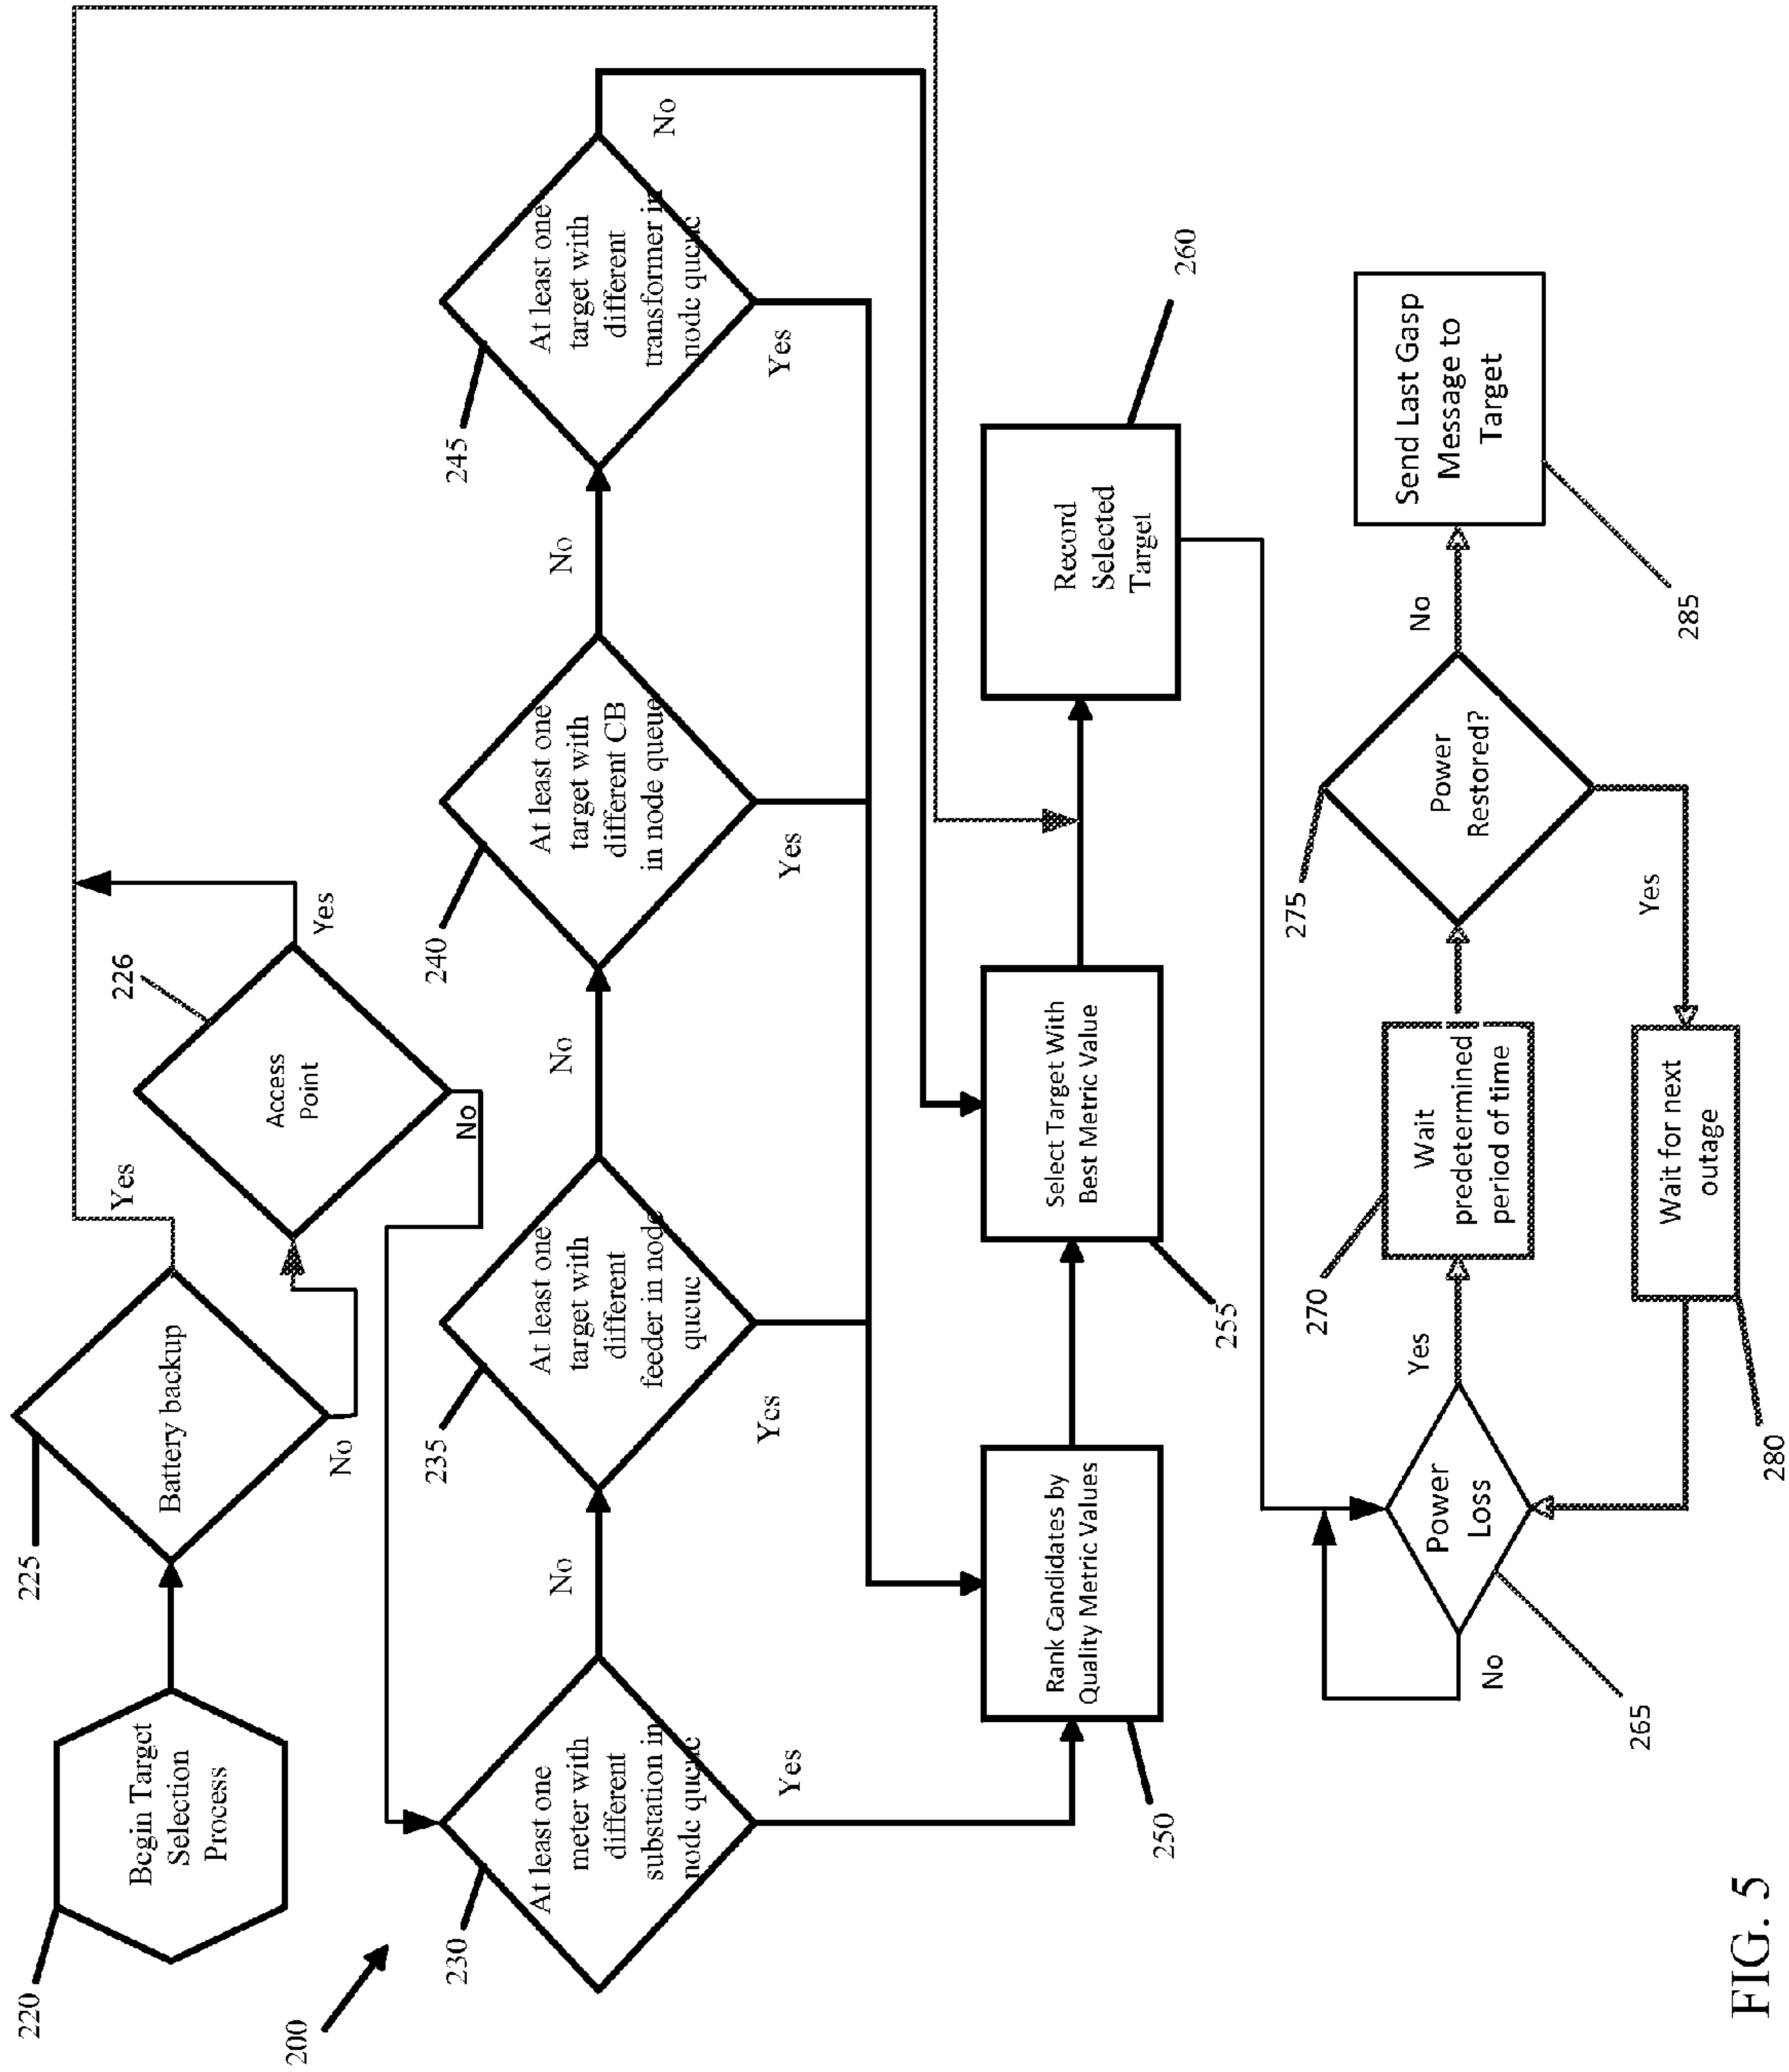 220
Begin Target
Selection
Process
225
Battery backup
Yes
No
226
Access
Point
Yes
No
200
230
At least one
meter with
different
substation in
node queue
No
Yes
235
At least one
target with
different
feeder in node
queue
No
Yes
240
At least one
target with
different CB
in node queue
No
Yes
245
At least one
target with
different
transformer in
node queue
No
Yes
Rank Candidates by
Quality Metric Values
250
Select Target With
Best Metric Value
255
Record
Selected
Target
260
Power
Loss
No
Yes
265
270
Wait
predetermined
period of time
275
Power
Restored?
No
Yes
Send Last Gasp
Message to
Target
285
Wait for next
outage
280
FIG. 5